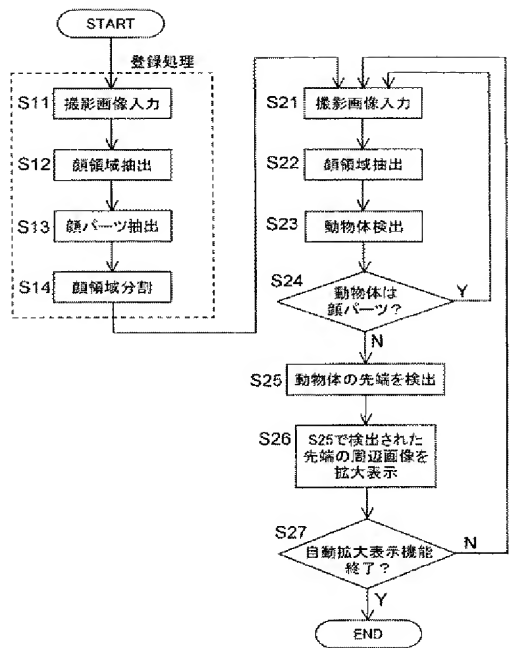 START
登録処理
S11
撮影画像入力
S12
顔領域抽出
S13
顔パーツ抽出
S14
顔領域分割
S21
撮影画像入力
S22
顔領域抽出
S23
動物体検出
S24
動物体は
顔パーツ?
Y
N
S25
動物体の先端を検出
S26
S25で検出された
先端の周辺画像を
拡大表示
S27
自動拡大表示機能
終了?
N
Y
END